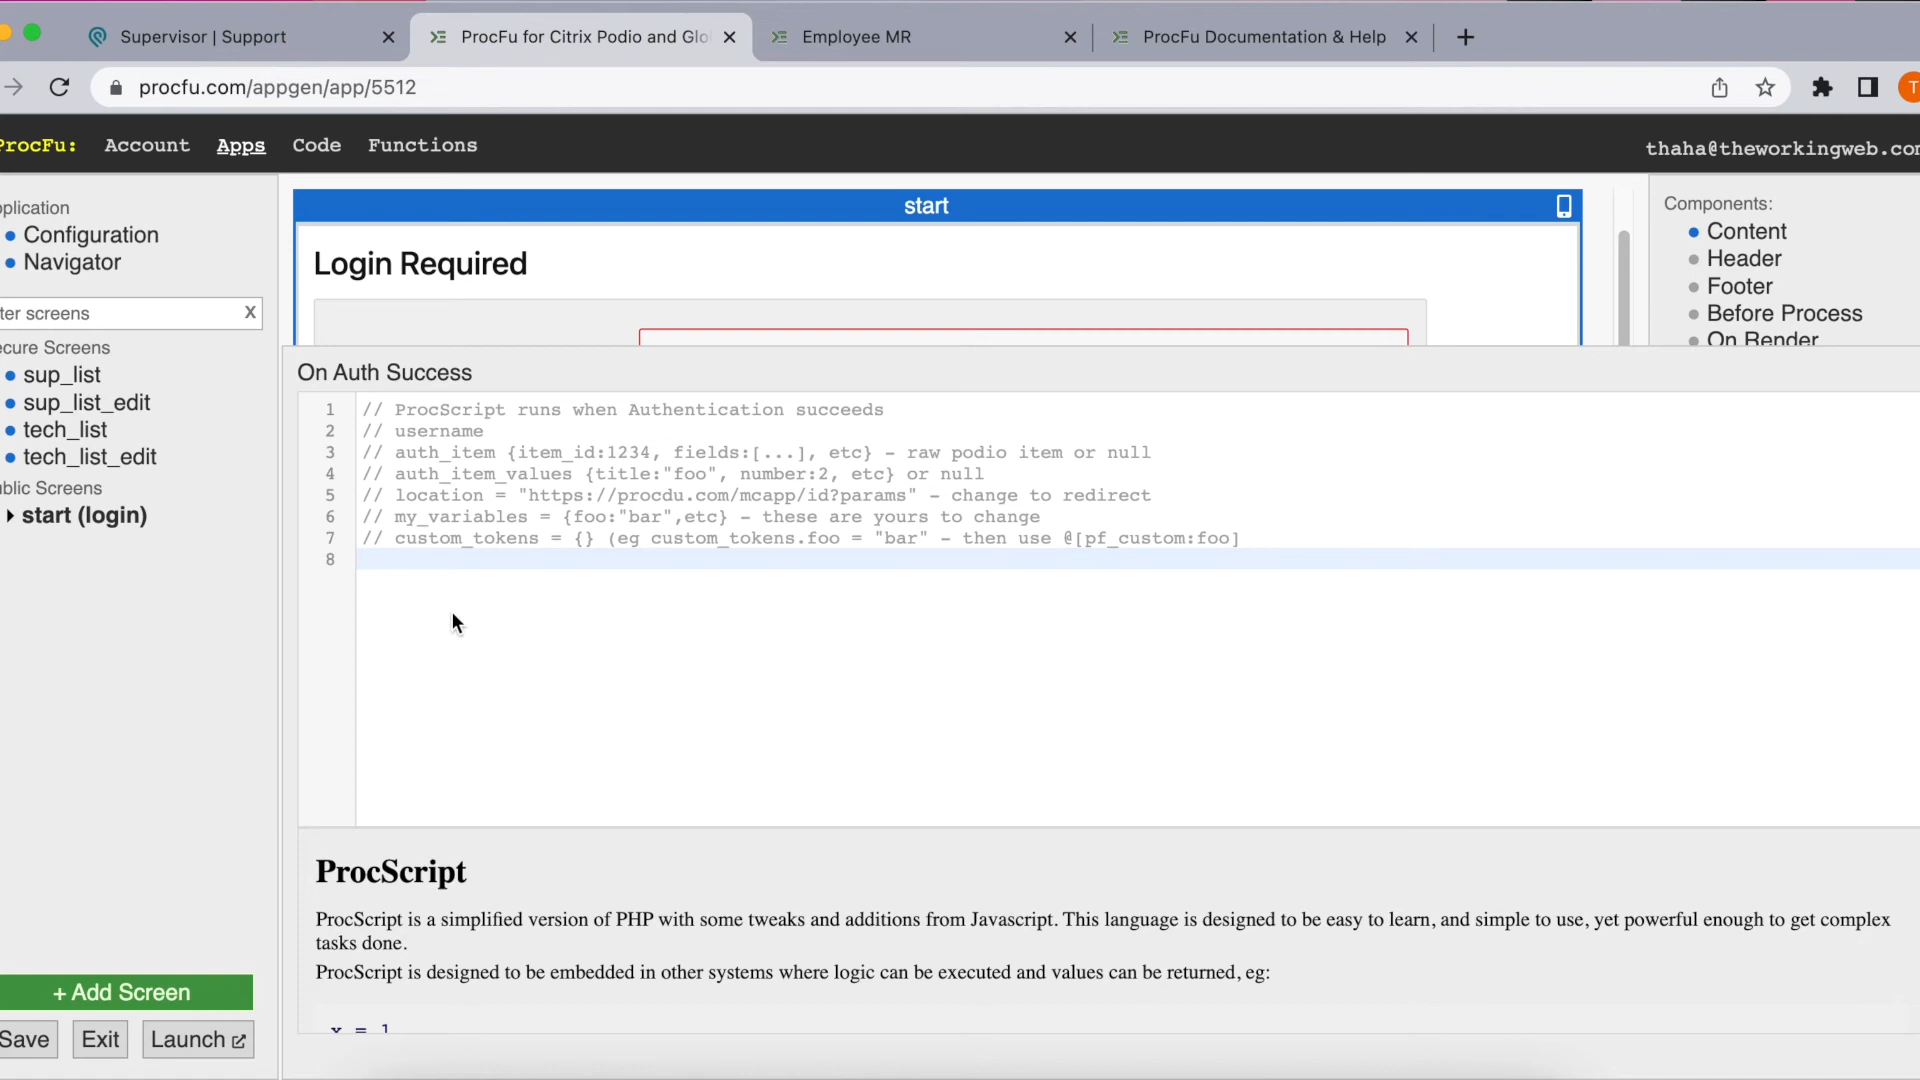 Supervisor | Support
ProcFu for Citrix Podio and Glo
Employee MR
ProcFu Documentation & Help
procfu.com/appgen/app/5512
T
ProcFu: Account Apps Code Functions
thaha@theworkingweb.com
plication
Configuration
Navigator
ter screens X
ecure Screens
sup_list
sup_list_edit
tech_list
tech_list_edit
blic Screens
start (login)
+ Add Screen
Save Exit Launch
start
Login Required
Components:
Content
Header
Footer
Before Process
On Render
On Auth Success
1 // ProcScript runs when Authentication succeeds
2 // username
3 // auth_item {item_id:1234, fields:[...], etc} - raw podio item or null
4 // auth_item_values {title:"foo", number:2, etc} or null
5 // location = "https://procdu.com/mcapp/id?params" - change to redirect
6 // my_variables = {foo:"bar",etc} - these are yours to change
7 // custom_tokens = {} (eg custom_tokens.foo = "bar" - then use @[pf_custom:foo]
8
ProcScript
ProcScript is a simplified version of PHP with some tweaks and additions from Javascript. This language is designed to be easy to learn, and simple to use, yet powerful enough to get complex
tasks done.
ProcScript is designed to be embedded in other systems where logic can be executed and values can be returned, eg:
x = 1